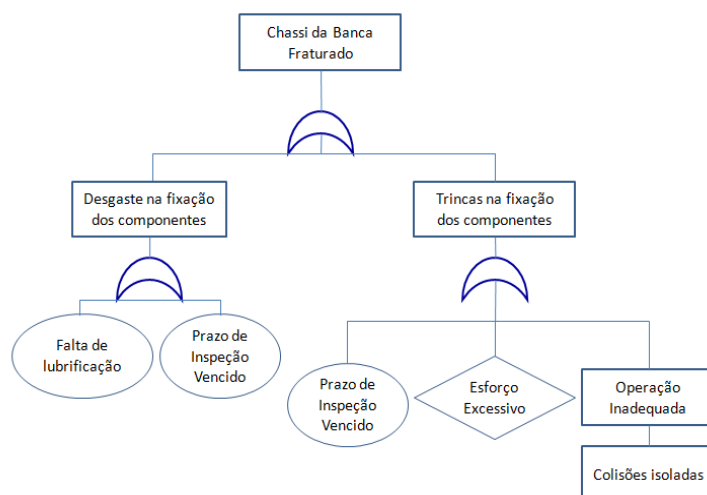 Chassi da Banca
Fraturado
Desgaste na fixação
dos componentes
Trincas na fixação
dos componentes
Falta de
lubrificação
Prazo de
Inspeção
Vencido
Prazo de
Inspeção
Vencido
Esforço
Excessivo
Operação
Inadequada
Colisões isoladas